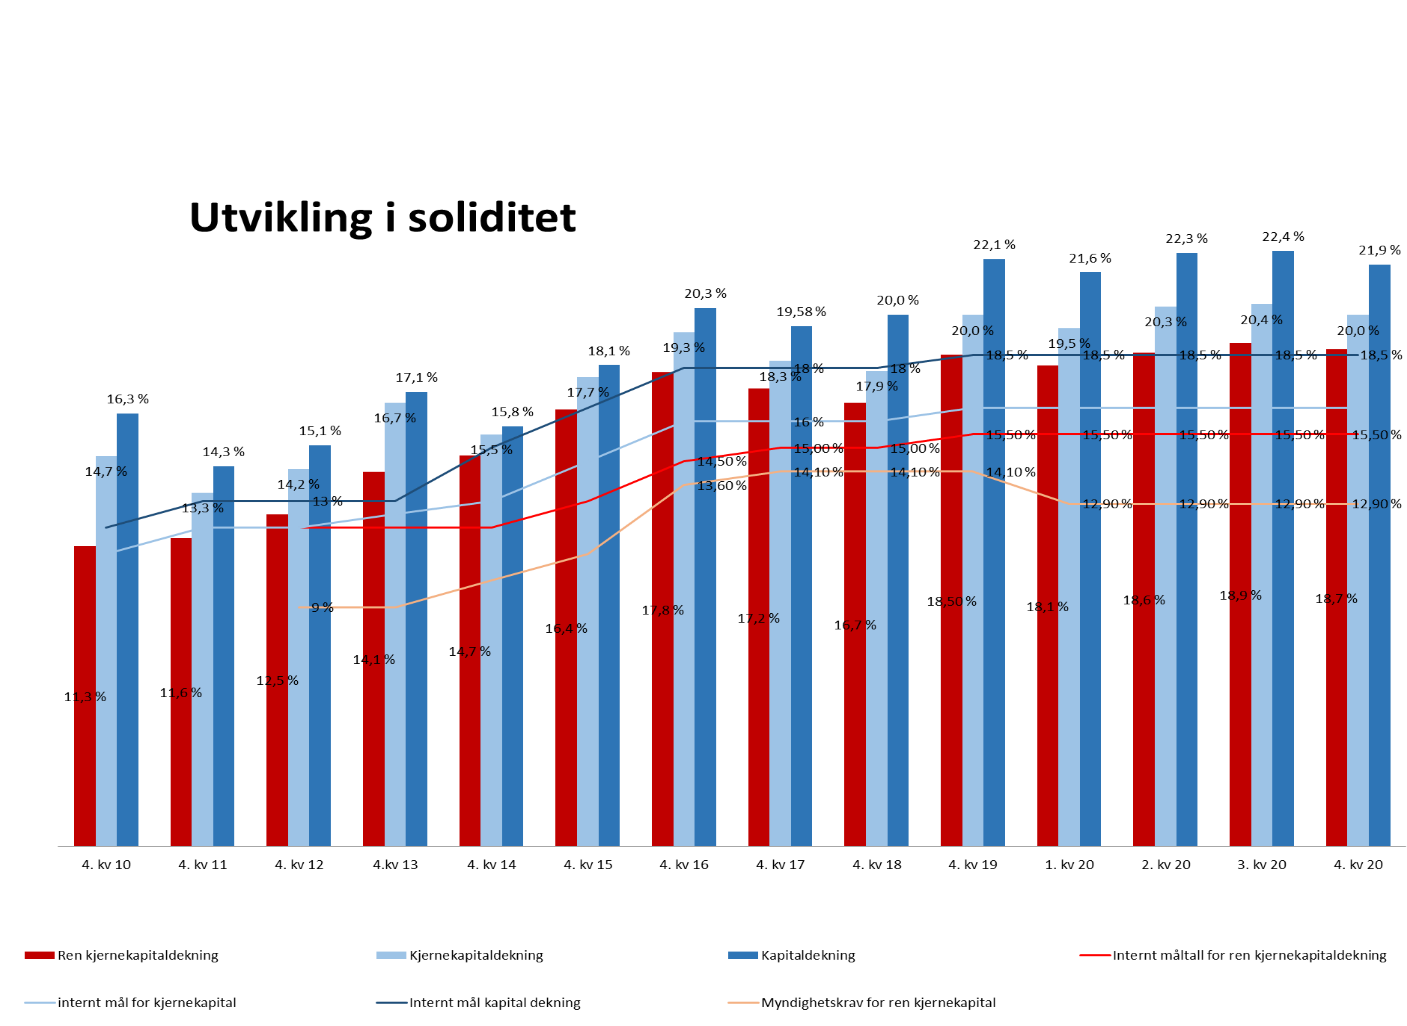 Utvikling i soliditet
22,1 % 21,6 % 22,3 % 22,4 % 21,9 %
20,3 % 19,58 % 20,0 %
20,0 % 19,5 % 20,3 % 20,4 % 20,0 %
18,1 % 19,3 % 18,3 % 18 % 17,9 % 18 % 18,5 % 18,5 % 18,5 % 18,5 % 18,5 %
16,3 % 17,1 % 15,8 % 17,7 %
14,7 % 14,3 % 15,1 % 16,7 % 15,5 % 16 %
13,3 % 14,2 % 13 % 14,50 % 15,00 % 15,00 % 15,50 % 15,50 % 15,50 % 15,50 % 15,50 %
13,60 % 14,10 % 14,10 % 14,10 % 12,90 % 12,90 % 12,90 % 12,90 %
9 %
11,3 % 11,6 % 12,5 % 14,1 % 14,7 % 16,4 % 17,8 % 17,2 % 16,7 % 18,50 % 18,1 % 18,6 % 18,9 % 18,7 %
4. kv 10 4. kv 11 4. kv 12 4.kv 13 4. kv 14 4. kv 15 4. kv 16 4. kv 17 4. kv 18 4. kv 19 1. kv 20 2. kv 20 3. kv 20 4. kv 20
Ren kjernekapitaldekning Kjernekapitaldekning Kapitaldekning Internt måltall for ren kjernekapitaldekning
internt mål for kjernekapital Internt mål kapital dekning Myndighetskrav for ren kjernekapital